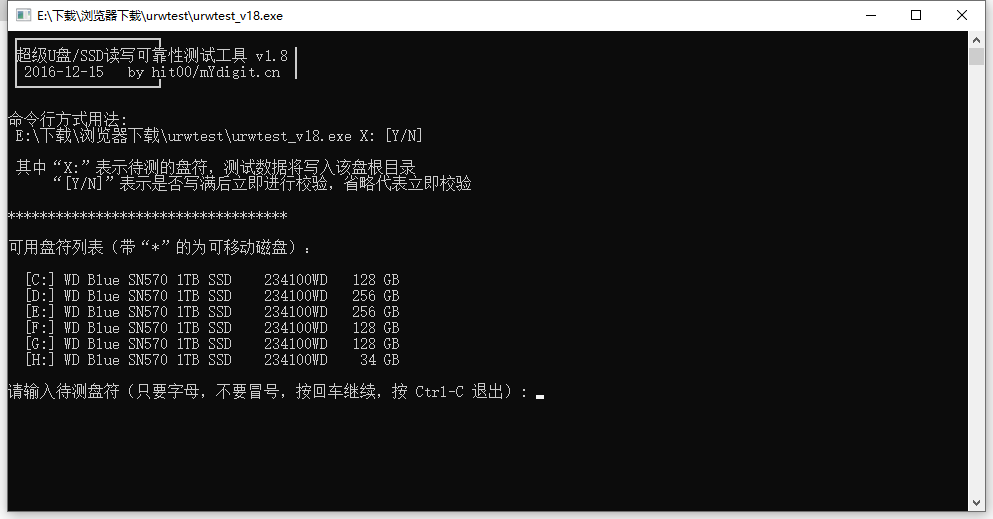 E:\下载\浏览器下载\urwtest\urwtest_v18.exe
超级U盘/SSD读写可靠性测试工具 v1.8
2016-12-15 by hit00/mYdigit.cn
命令行方式用法:
E:\下载\浏览器下载\urwtest\urwtest_v18.exe X: [Y/N]
其中“X:”表示待测的盘符，测试数据将写入该盘根目录
“[Y/N]”表示是否写满后立即进行校验，省略代表立即校验
***********************************
可用盘符列表（带“*”的为可移动磁盘）:
[C:] WD Blue SN570 1TB SSD 234100WD 128 GB
[D:] WD Blue SN570 1TB SSD 234100WD 256 GB
[E:] WD Blue SN570 1TB SSD 234100WD 256 GB
[F:] WD Blue SN570 1TB SSD 234100WD 128 GB
[G:] WD Blue SN570 1TB SSD 234100WD 128 GB
[H:] WD Blue SN570 1TB SSD 234100WD 34 GB
请输入待测盘符（只要字母，不要冒号，按回车继续，按 Ctrl-C 退出）: